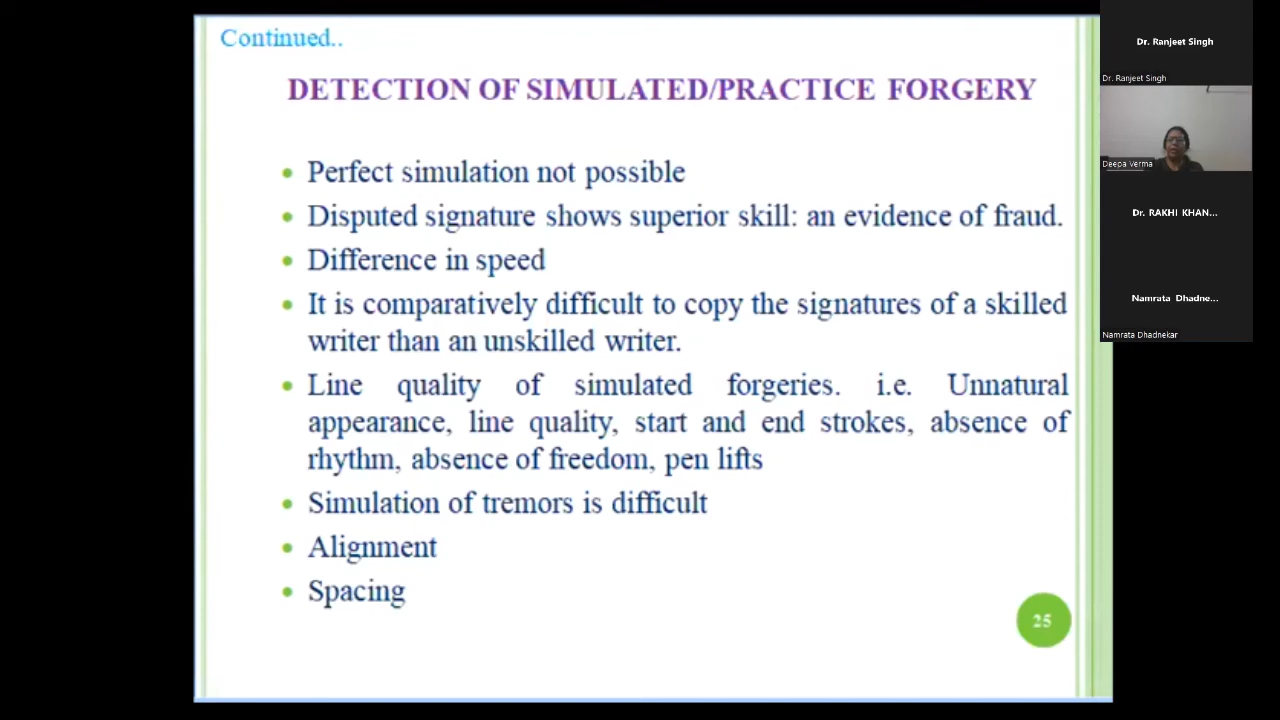 Continued..
DETECTION OF SIMULATED/PRACTICE FORGERY
Perfect simulation not possible
Disputed signature shows superior skill: an evidence of fraud.
Difference in speed
It is comparatively difficult to copy the signatures of a skilled
writer than an unskilled writer.
Line quality of simulated forgeries. i.e. Unnatural
appearance, line quality, start and end strokes, absence of
rhythm, absence of freedom, pen lifts
Simulation of tremors is difficult
Alignment
Spacing
25
Dr. Ranjeet Singh
Dr. Ranjeet Singh
Deepa Verma
Dr. RAKHI KHAN...
Namrata Dhadne...
Namrata Dhadnekar